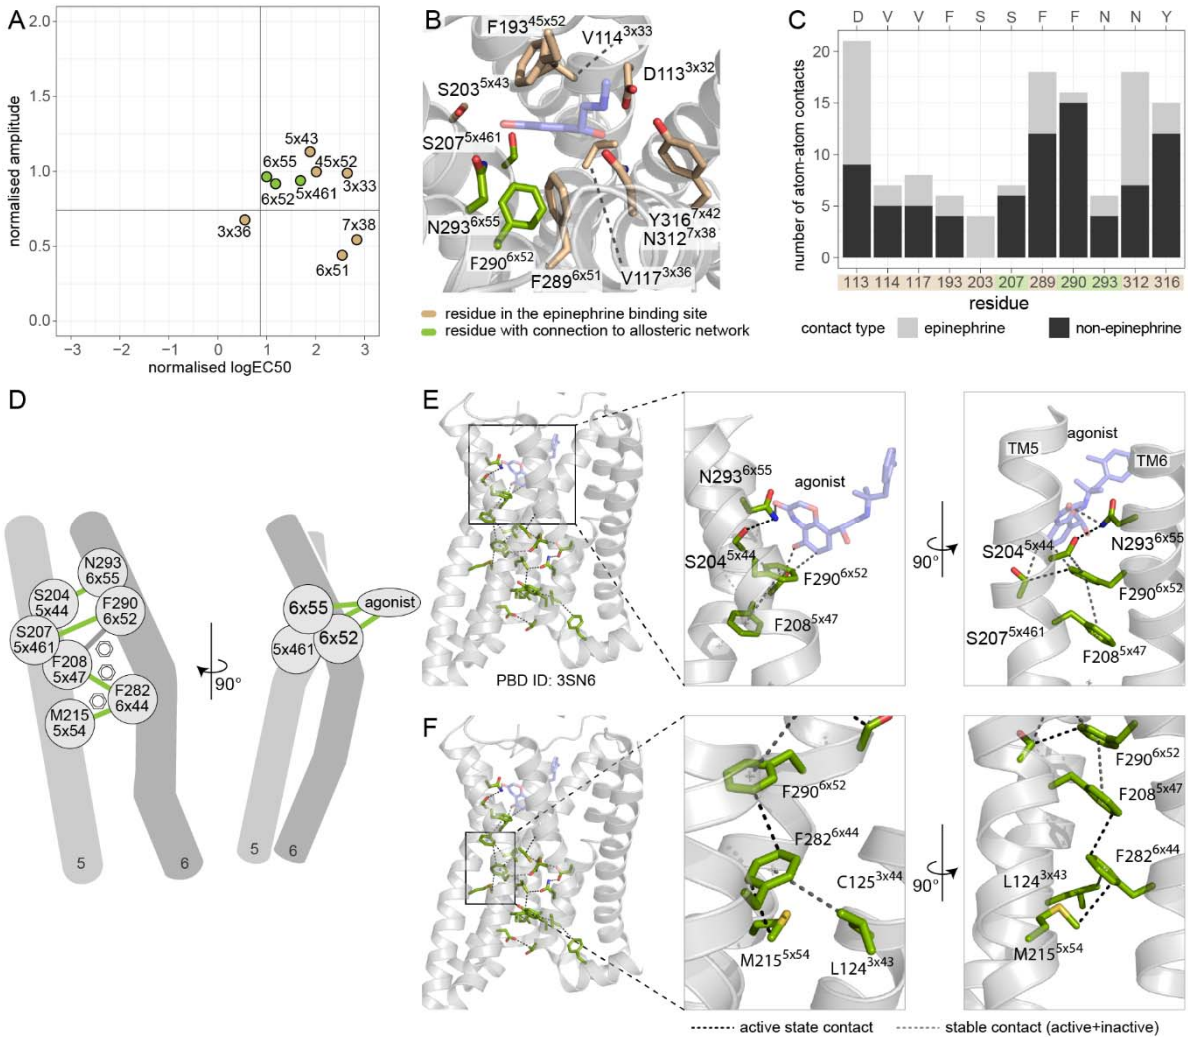 A
2.0
1.5
1.0
0.5
0.0
normalised amplitude
5x43
6x55
45x52
6x52
5x461
3x33
3x36
7x38
6x51
−3
−2
−1
0
1
2
3
normalised logEC50
B
F193 45x52
V114 3x33
D113 3x32
S203 5x43
S207 5x461
N293 6x55
F290 6x52
F289 6x51
Y316 7x42
N312 7x38
V117 3x36
residue in the epinephrine binding site
residue with connection to allosteric network
C
D V V F S S F F N N Y
20
15
10
5
0
number of atom-atom contacts
113 114 117 193 203 207 289 290 293 312 316
residue
contact type epinephrine non-epinephrine
D
N293
6x55
S204
5x44
F290
6x52
S207
5x461
F208
5x47
F282
6x44
M215
5x54
5
6
90°
6x55
agonist
6x52
5x461
5
6
E
PBD ID: 3SN6
N293 6x55
agonist
S204 5x44
F290 6x52
F208 5x47
90°
TM5
agonist
TM6
S204 5x44
N293 6x55
F290 6x52
S207 5x461
F208 5x47
F
F290 6x52
F282 6x44
C125 3x44
M215 5x54
L124 3x43
90°
F290 6x52
F208 5x47
F282 6x44
L124 3x43
M215 5x54
active state contact
stable contact (active+inactive)